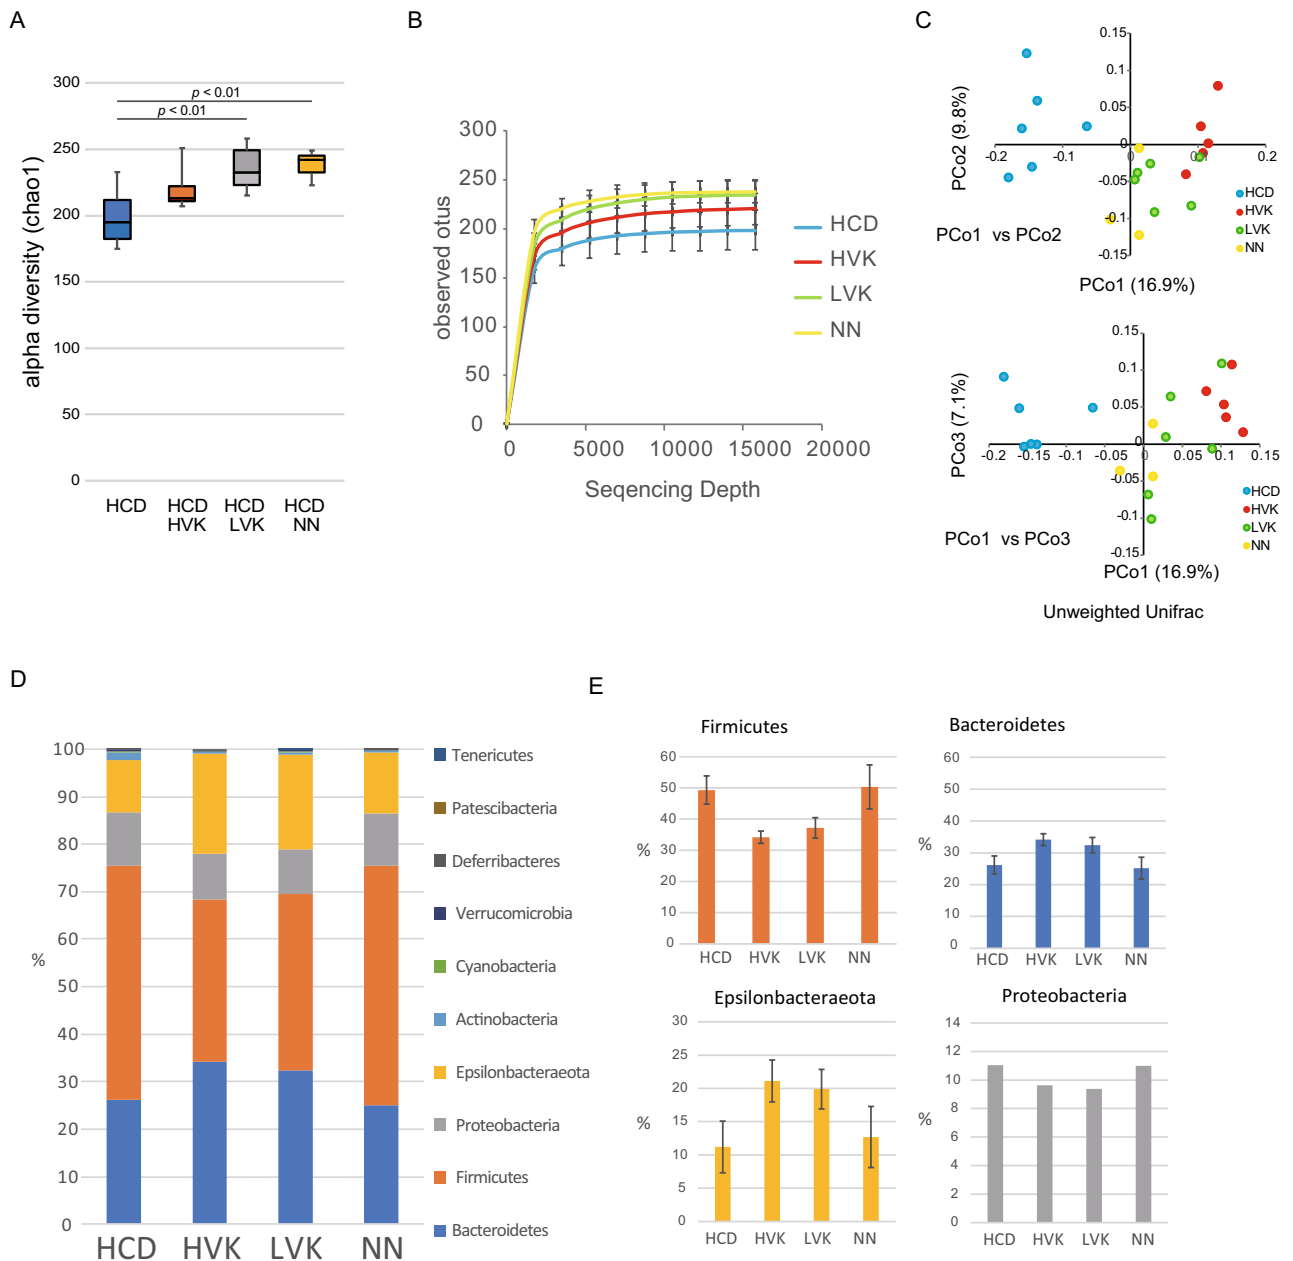 A
300
250
200
150
100
50
0
alpha diversity (chao1)
p < 0.01
p < 0.01
HCD
HCD HVK
HCD LVK
HCD NN
B
300
250
200
150
100
50
0
observed otus
0 5000 10000 15000 20000
Seqencing Depth
HCD
HVK
LVK
NN
C
0.15
0.1
0.05
0
-0.05
-0.1
-0.15
-0.2 -0.1 0 0.1 0.2
PCo2 (9.8%)
PCo1 vs PCo2
PCo1 (16.9%)
HCD
HVK
LVK
NN
0.15
0.1
0.05
0
-0.05
-0.1
-0.15
-0.2 -0.15 -0.1 -0.05 0 0.05 0.1 0.15
PCo3 (7.1%)
PCo1 vs PCo3
PCo1 (16.9%)
HCD
HVK
LVK
NN
Unweighted Unifrac
D
100
90
80
70
60
50
40
30
20
10
0
%
HCD HVK LVK NN
Tenericutes
Patescibacteria
Deferribacteres
Verrucomicrobia
Cyanobacteria
Actinobacteria
Epsilonbacteraeota
Proteobacteria
Firmicutes
Bacteroidetes
E
Firmicutes
60
50
40
30
20
10
0
%
HCD HVK LVK NN
Bacteroidetes
60
50
40
30
20
10
0
%
HCD HVK LVK NN
Epsilonbacteraeota
30
25
20
15
10
5
0
%
HCD HVK LVK NN
Proteobacteria
14
12
10
8
6
4
2
0
%
HCD HVK LVK NN